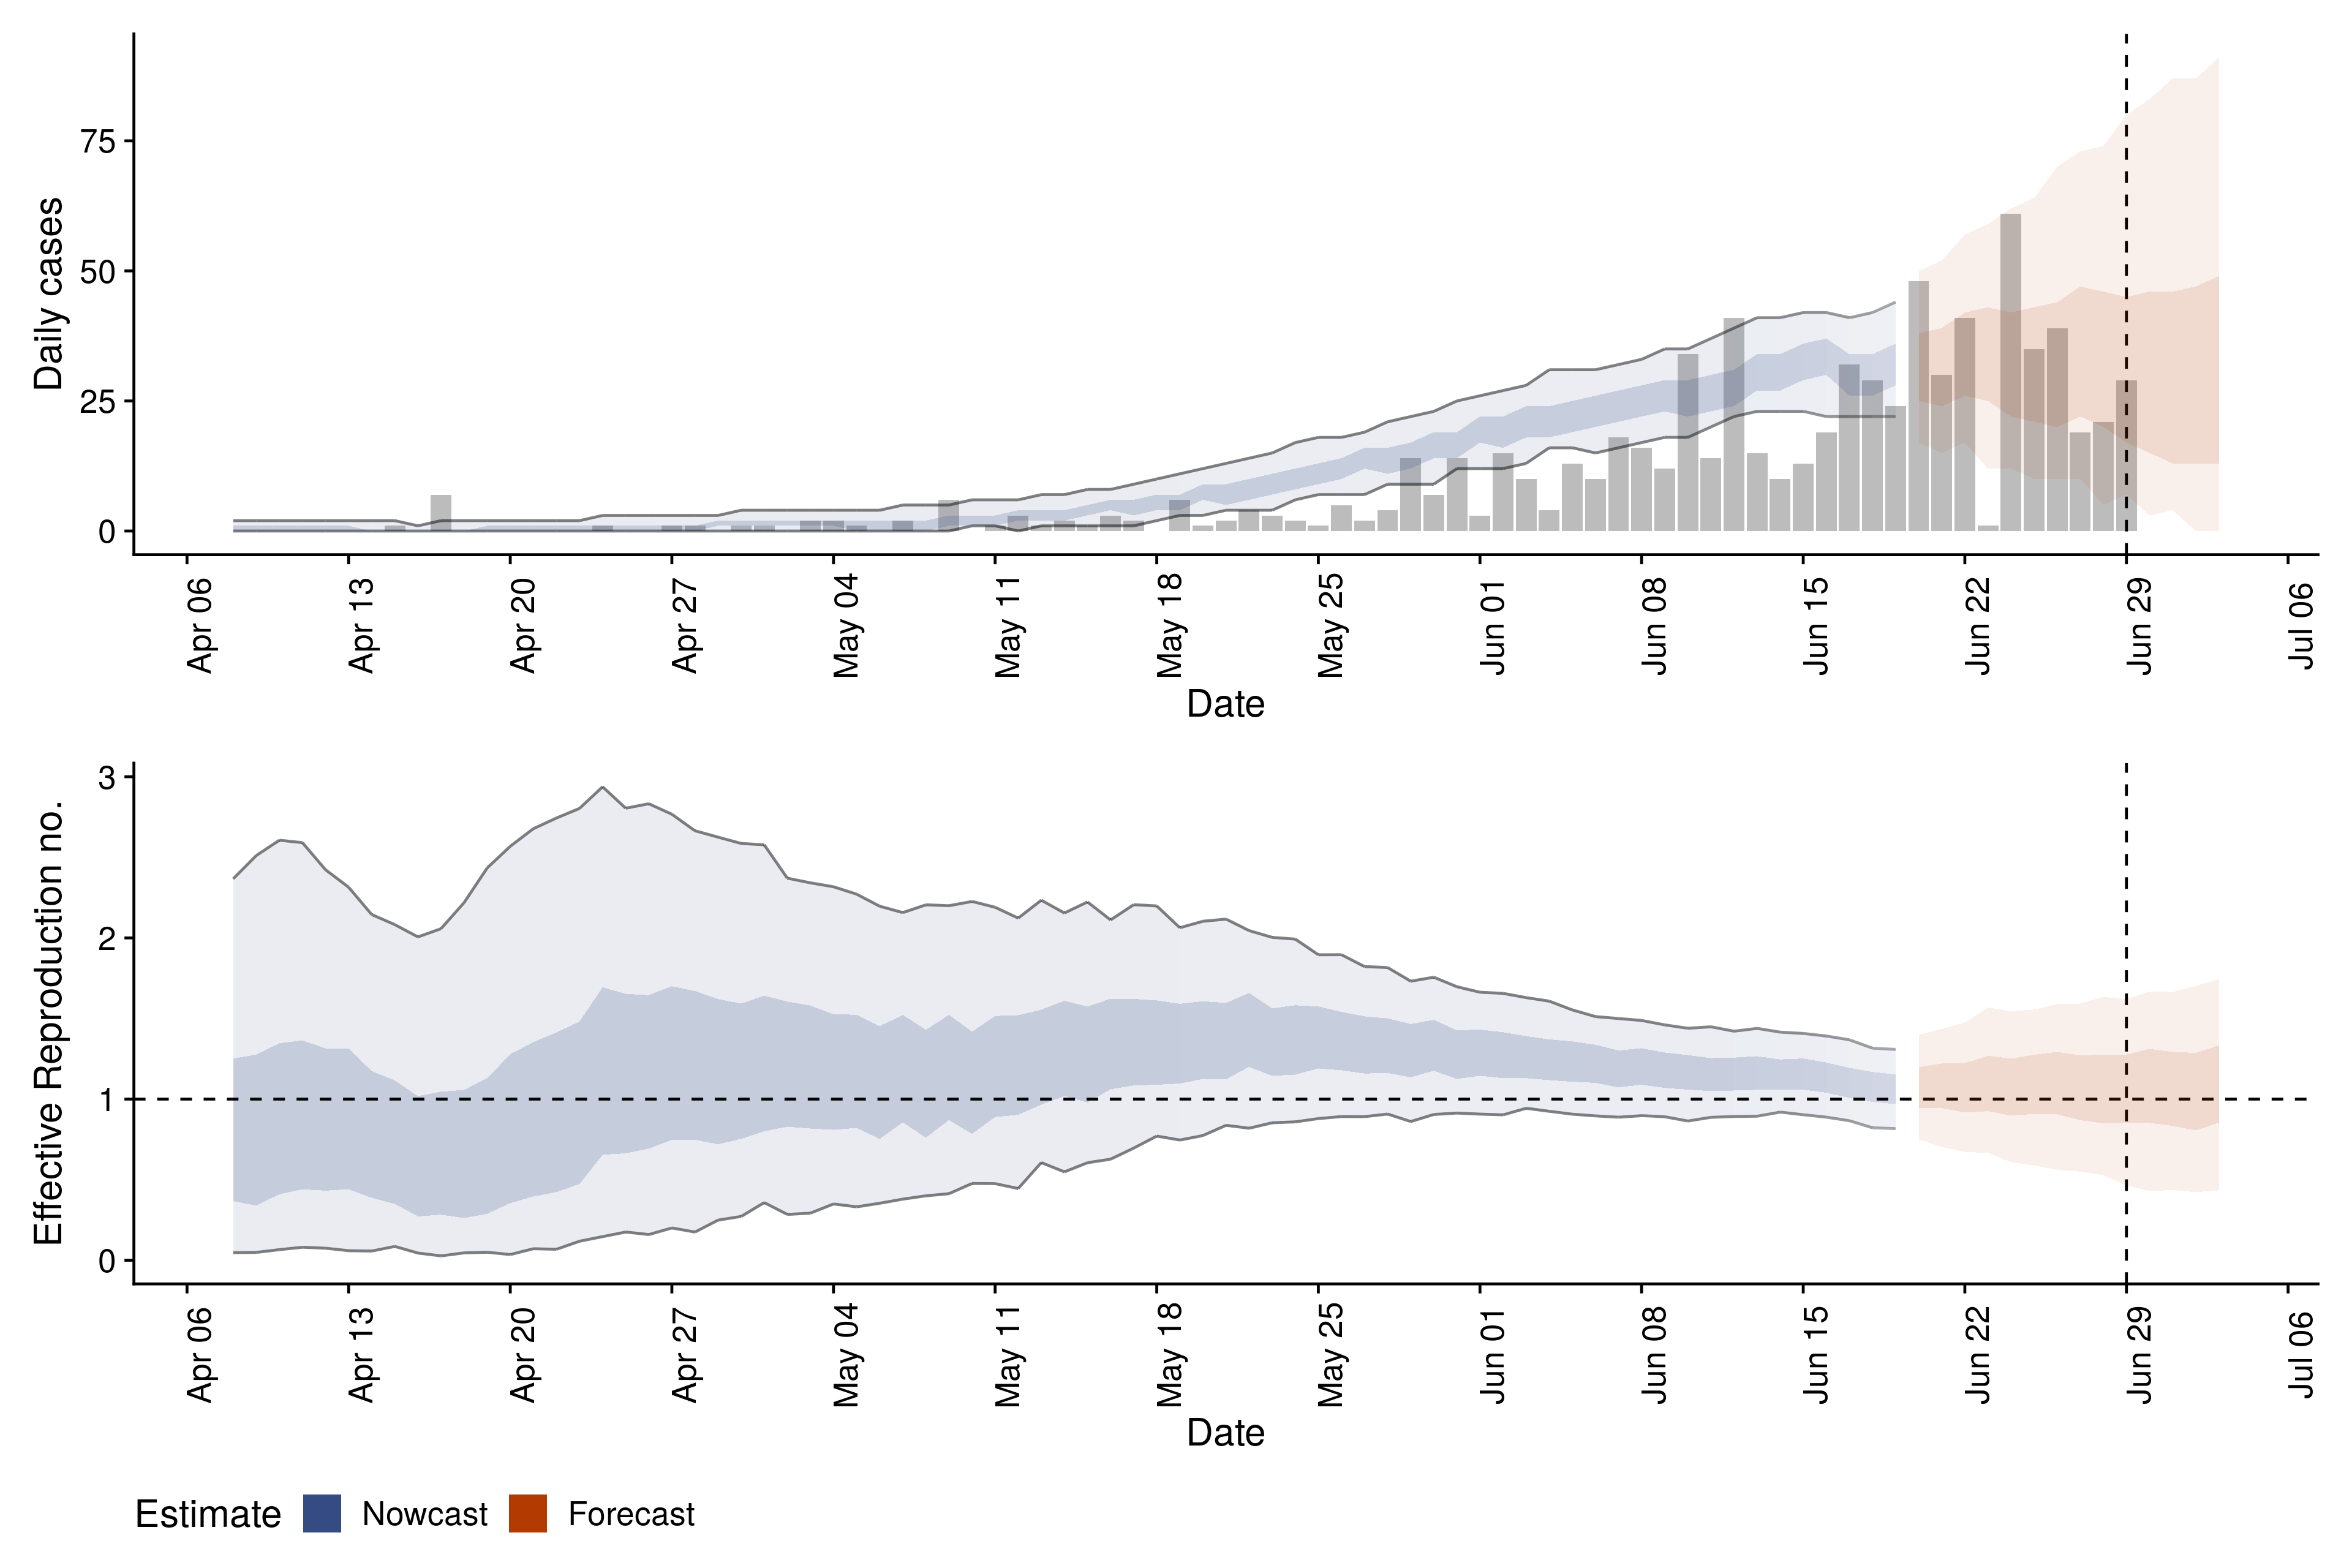 Daily cases
75
50
25
0
Apr 06
Apr 13
Apr 20
Apr 27
May 04
May 11
May 18
May 25
Jun 01
Jun 08
Jun 15
Jun 22
Jun 29
Jul 06
Date
Effective Reproduction no.
3
2
1
0
Apr 06
Apr 13
Apr 20
Apr 27
May 04
May 11
May 18
May 25
Jun 01
Jun 08
Jun 15
Jun 22
Jun 29
Jul 06
Date
Estimate Nowcast Forecast